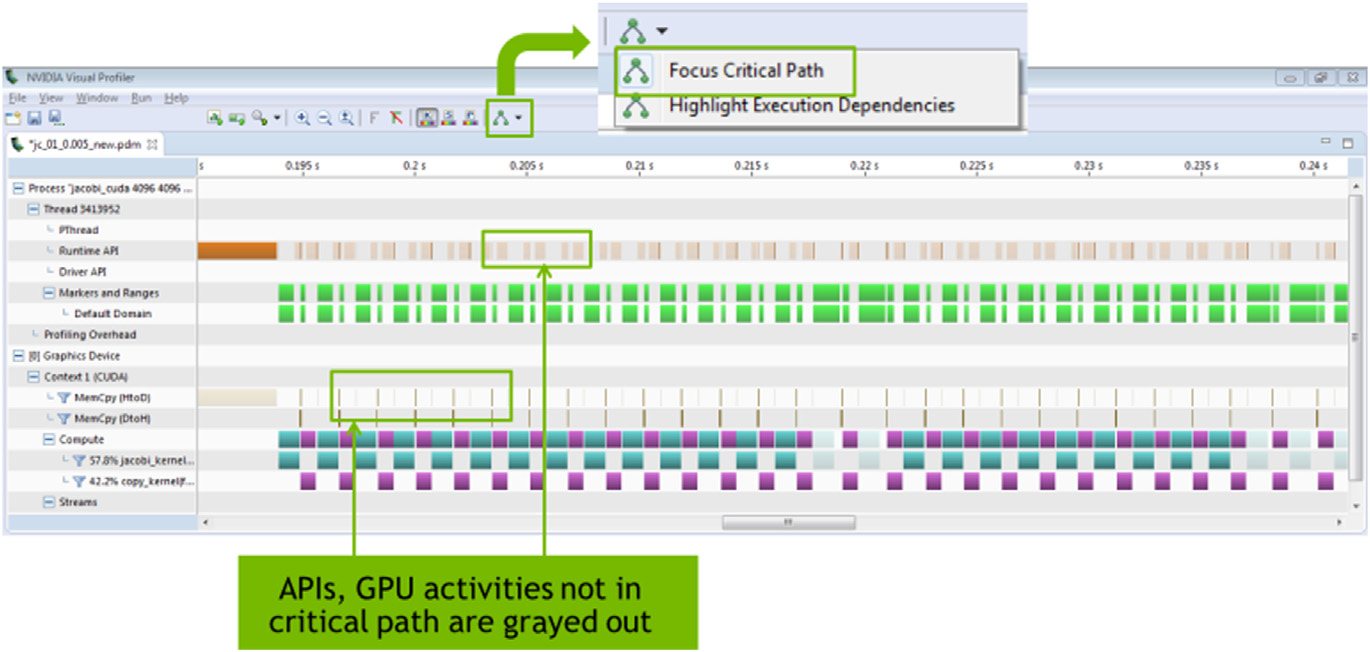 Focus Critical Path
Highlight Execution Dependencies
NVIDIA Visual Profiler
File View Window Run Help
*jc_01_0.005_new.pdm
s 0.195 s 0.2 s 0.205 s 0.21 s 0.215 s 0.22 s 0.225 s 0.23 s 0.235 s 0.24 s
Process "jacobi_cuda 4096 4096 ...
Thread 3413952
PThread
Runtime API
Driver API
Markers and Ranges
Default Domain
Profiling Overhead
[0] Graphics Device
Context 1 (CUDA)
MemCpy (HtoD)
MemCpy (DtoH)
Compute
57.8% jacobi_kernel...
42.2% copy_kernel(f...
Streams
APIs, GPU activities not in
critical path are grayed out